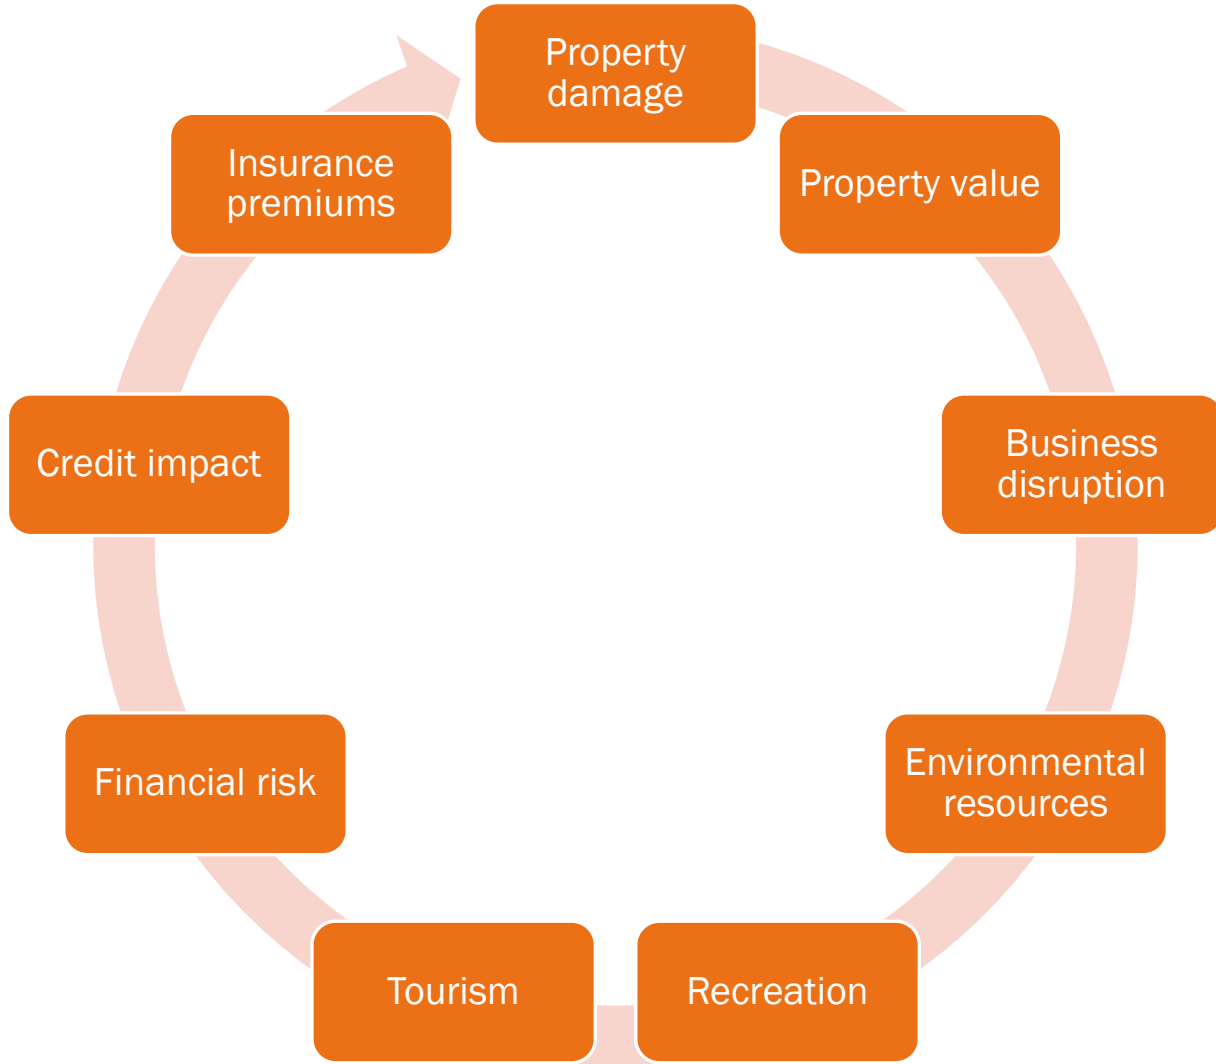 Property
damage
Property value
Business
disruption
Environmental
resources
Recreation
Tourism
Financial risk
Credit impact
Insurance
premiums